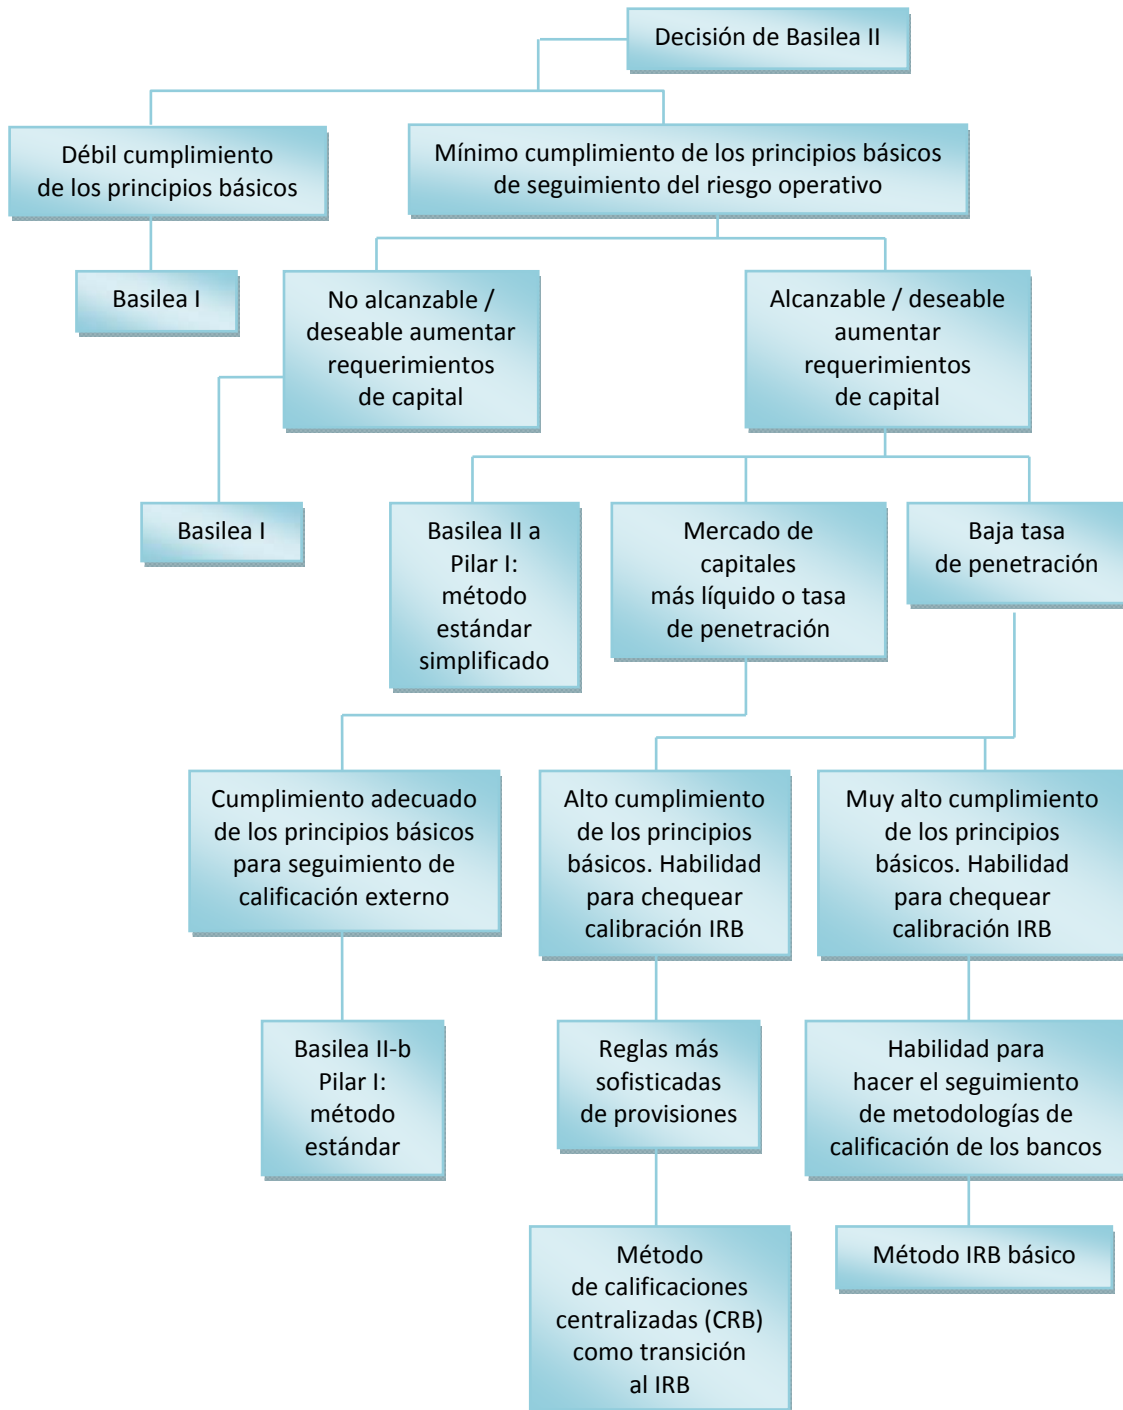 Decisión de Basilea II
Débil cumplimiento
de los principios básicos
Mínimo cumplimiento de los principios básicos
de seguimiento del riesgo operativo
Basilea I
No alcanzable /
deseable aumentar
requerimientos
de capital
Alcanzable / deseable
aumentar
requerimientos
de capital
Basilea I
Basilea II a
Pilar I:
método
estándar
simplificado
Mercado de
capitales
más líquido o tasa
de penetración
Baja tasa
de penetración
Cumplimiento adecuado
de los principios básicos
para seguimiento de
calificación externo
Alto cumplimiento
de los principios
básicos. Habilidad
para chequear
calibración IRB
Muy alto cumplimiento
de los principios
básicos. Habilidad
para chequear
calibración IRB
Basilea II-b
Pilar I:
método
estándar
Reglas más
sofisticadas
de provisiones
Habilidad para
hacer el seguimiento
de metodologías de
calificación de los bancos
Método
de calificaciones
centralizadas (CRB)
como transición
al IRB
Método IRB básico